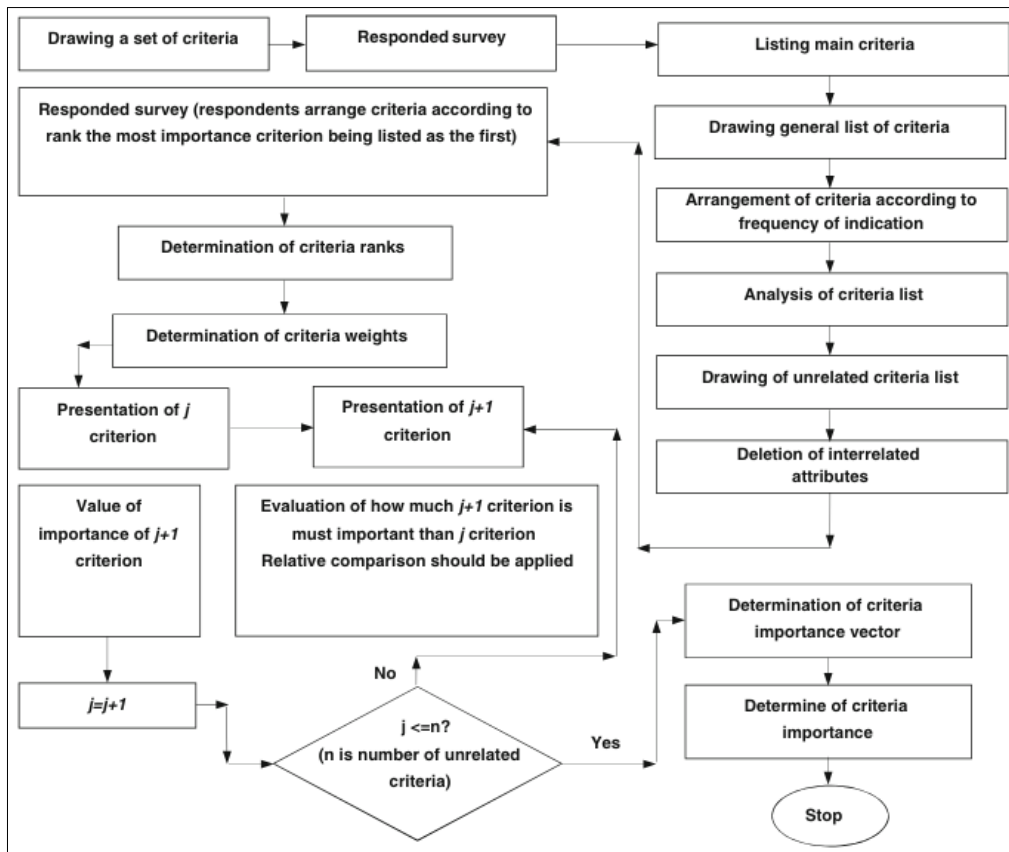 Drawing a set of criteria
Responded survey
Listing main criteria
Responded survey (respondents arrange criteria according to
rank the most importance criterion being listed as the first)
Drawing general list of criteria
Arrangement of criteria according to
frequency of indication
Determination of criteria ranks
Analysis of criteria list
Determination of criteria weights
Drawing of unrelated criteria list
Presentation of j
criterion
Presentation of j+1
criterion
Deletion of interrelated
attributes
Value of
importance of j+1
criterion
Evaluation of how much j+1 criterion is
must important than j criterion
Relative comparison should be applied
Determination of criteria
importance vector
No
j=j+1
j <=n?
(n is number of unrelated
criteria)
Yes
Determine of criteria
importance
Stop